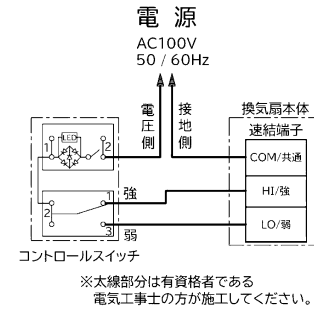 電源
AC100V
50 / 60Hz
電圧側
接地側
換気扇本体
速結端子
LED
1
2
COM/共通
強
1
HI/強
2
3
弱
LO/弱
コントロールスイッチ
※太線部分は有資格者である
電気工事士の方が施工してください。